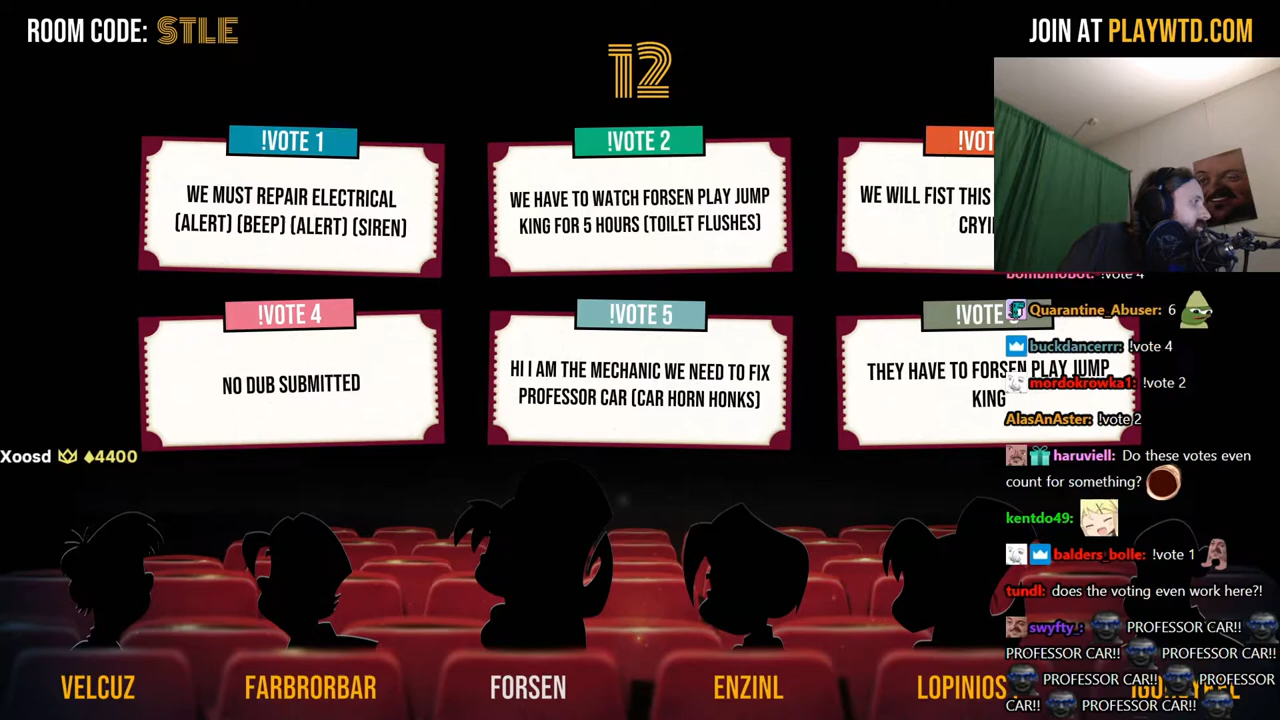 ROOM CODE: STLE
JOIN AT PLAYWTD.COM
12
!VOTE 1
WE MUST REPAIR ELECTRICAL
(ALERT) (BEEP) (ALERT) (SIREN)
!VOTE 2
WE HAVE TO WATCH FORSEN PLAY JUMP
KING FOR 5 HOURS (TOILET FLUSHES)
WE WILL FIST THIS
!VOTE 4
NO DUB SUBMITTED
!VOTE 5
HI I AM THE MECHANIC WE NEED TO FIX
PROFESSOR CAR (CAR HORN HONKS)
!VOTE
THEY HAVE TO FORSEN PLAY JUMP
KING
Xoosd 4400
BombinoBot: !vote 4
Quarantine_Abuser: 6
buckdancerrr: !vote 4
mordokrowka1: !vote 2
AlasAnAster: !vote 2
haruviell: Do these votes even
count for something?
kentdo49:
balders_bolle: !vote 1
tundl: does the voting even work here?!
swyfty_: PROFESSOR CAR!!
PROFESSOR CAR!! PROFESSOR CAR!!
PROFESSOR CAR!! PROFESSOR
CAR!! PROFESSOR CAR!!
VELCUZ
FARBRORBAR
FORSEN
ENZINL